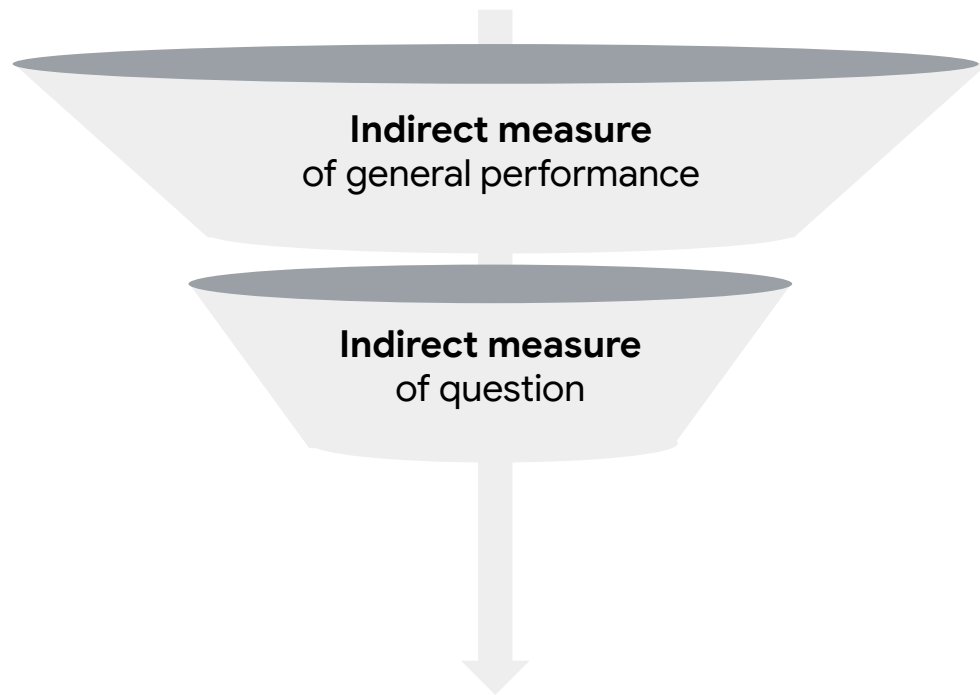 Indirect measure
of general performance
Indirect measure
of question